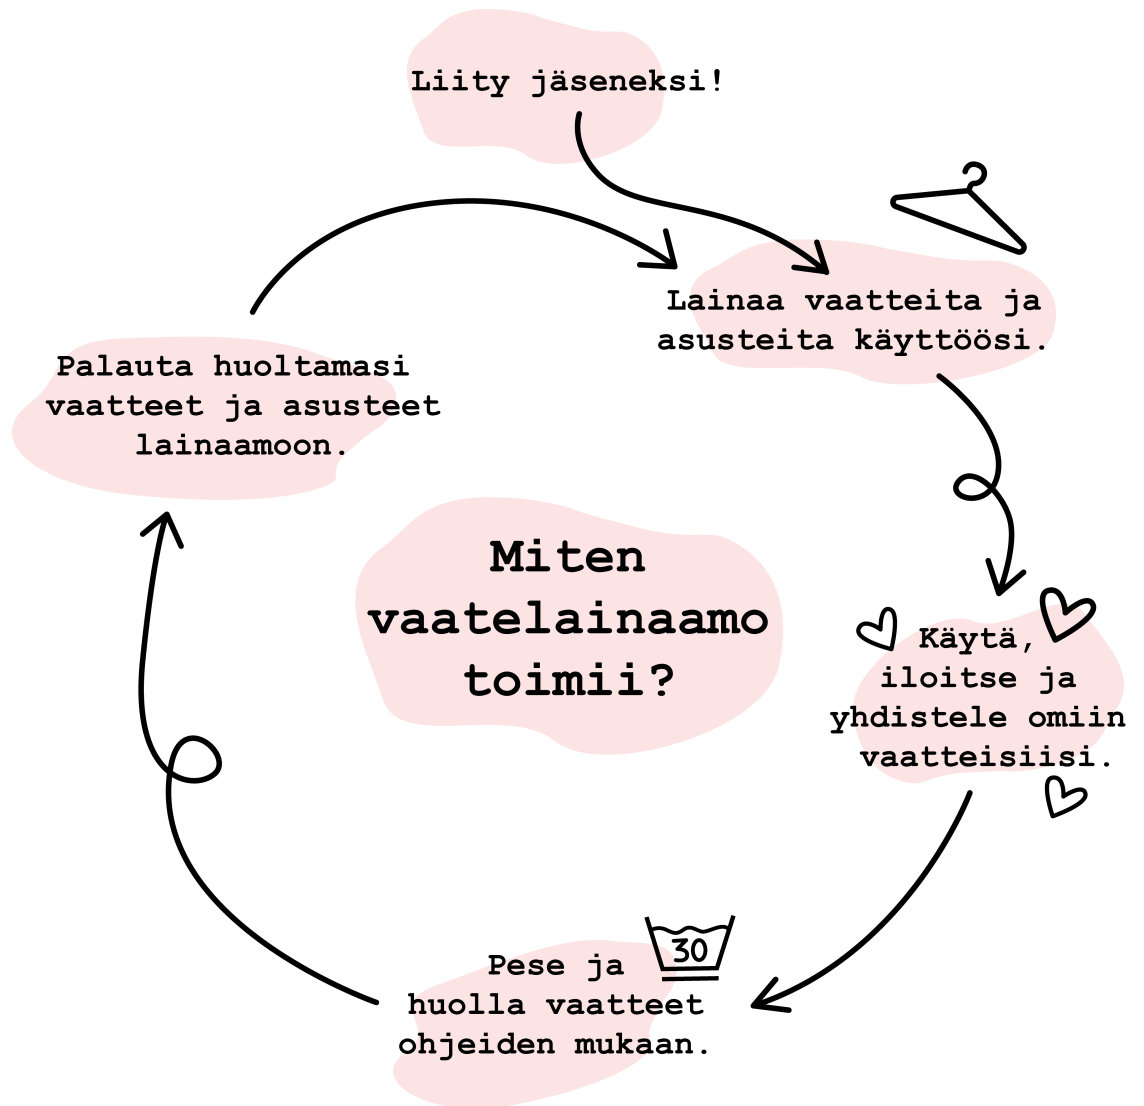 Liity jäseneksi!
Lainaa vaatteita ja
asusteita käyttöösi.
Käytä,
iloitse ja
yhdistele omiin
vaatteisiisi.
30
Pese ja
huolla vaatteet
ohjeiden mukaan.
Palauta huoltamasi
vaatteet ja asusteet
lainaamoon.
Miten
vaatelainaamo
toimii?